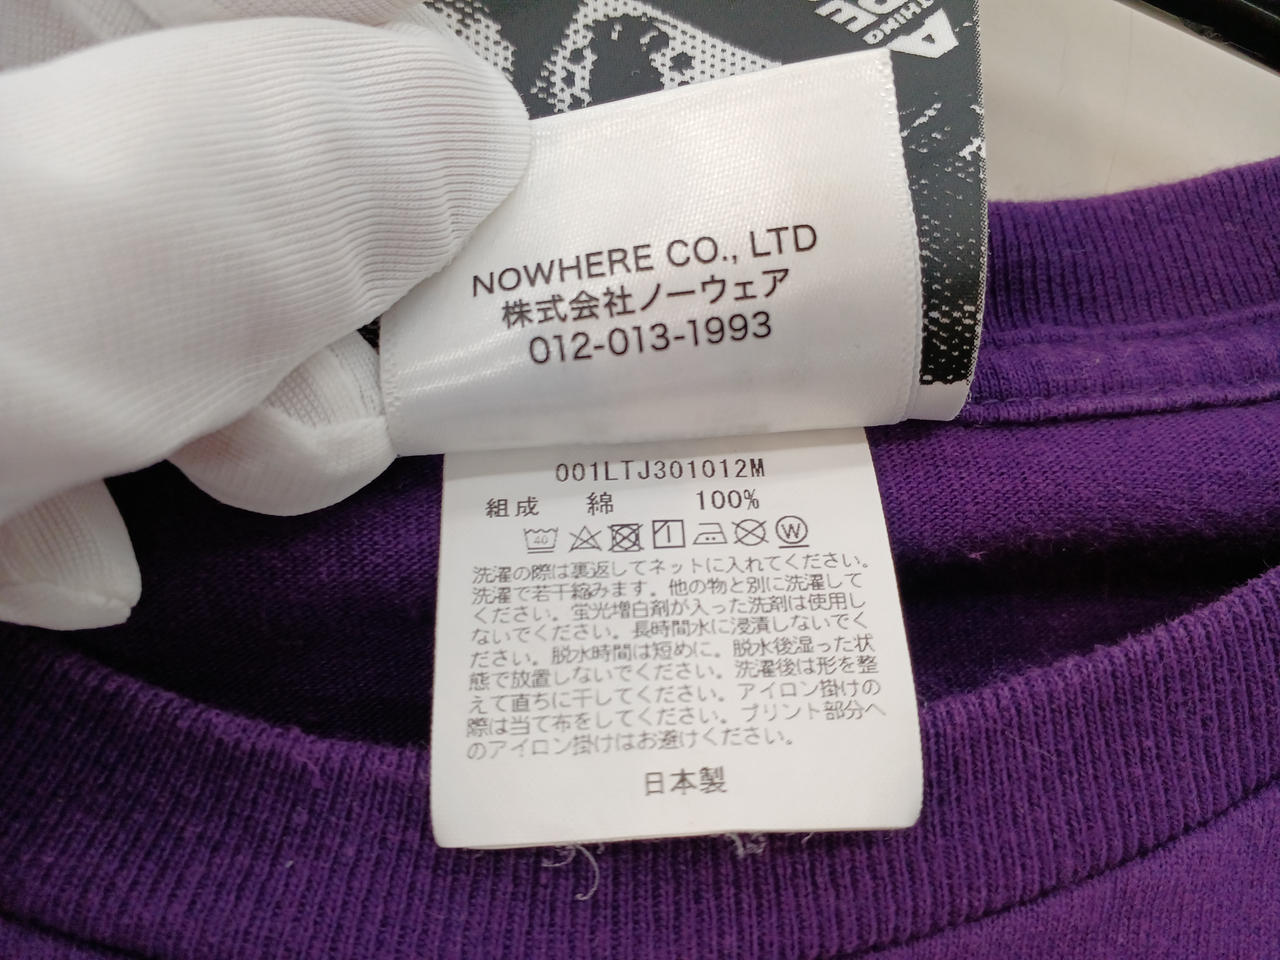 NOWHERE CO., LTD
株式会社ノーウェア
012-013-1993
001LTJ301012M
組成 綿 100%
40
W
洗濯の際は裏返してネットに入れてください。
洗濯で若干縮みます。他の物と別に洗濯して
ください。蛍光増白剤が入った洗剤は使用し
ないでください。長時間水に浸漬しないでく
ださい。脱水時間は短めに。脱水後湿った状
態で放置しないでください。洗濯後は形を整
えて直ちに干してください。アイロン掛けの
際は当て布をしてください。プリント部分へ
のアイロン掛けはお避けください。
日本製